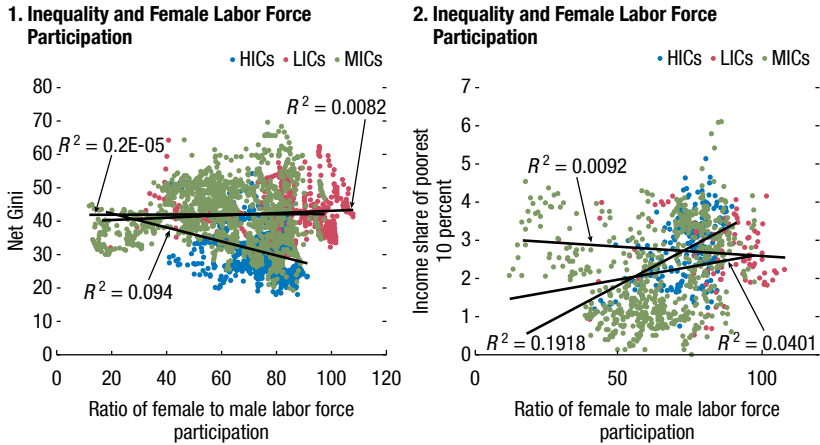 1. Inequality and Female Labor Force
Participation
• HICs • LICs • MICs
80
70
60
50
40
30
20
10
0
Net Gini
R² = 0.0082
R² = 0.2E-05
R² = 0.094
0 20 40 60 80 100 120
Ratio of female to male labor force
participation
2. Inequality and Female Labor Force
Participation
• HICs • LICs • MICs
7
6
5
4
3
2
1
0
Income share of poorest
10 percent
R² = 0.0092
R² = 0.1918
R² = 0.0401
0 50 100
Ratio of female to male labor force
participation